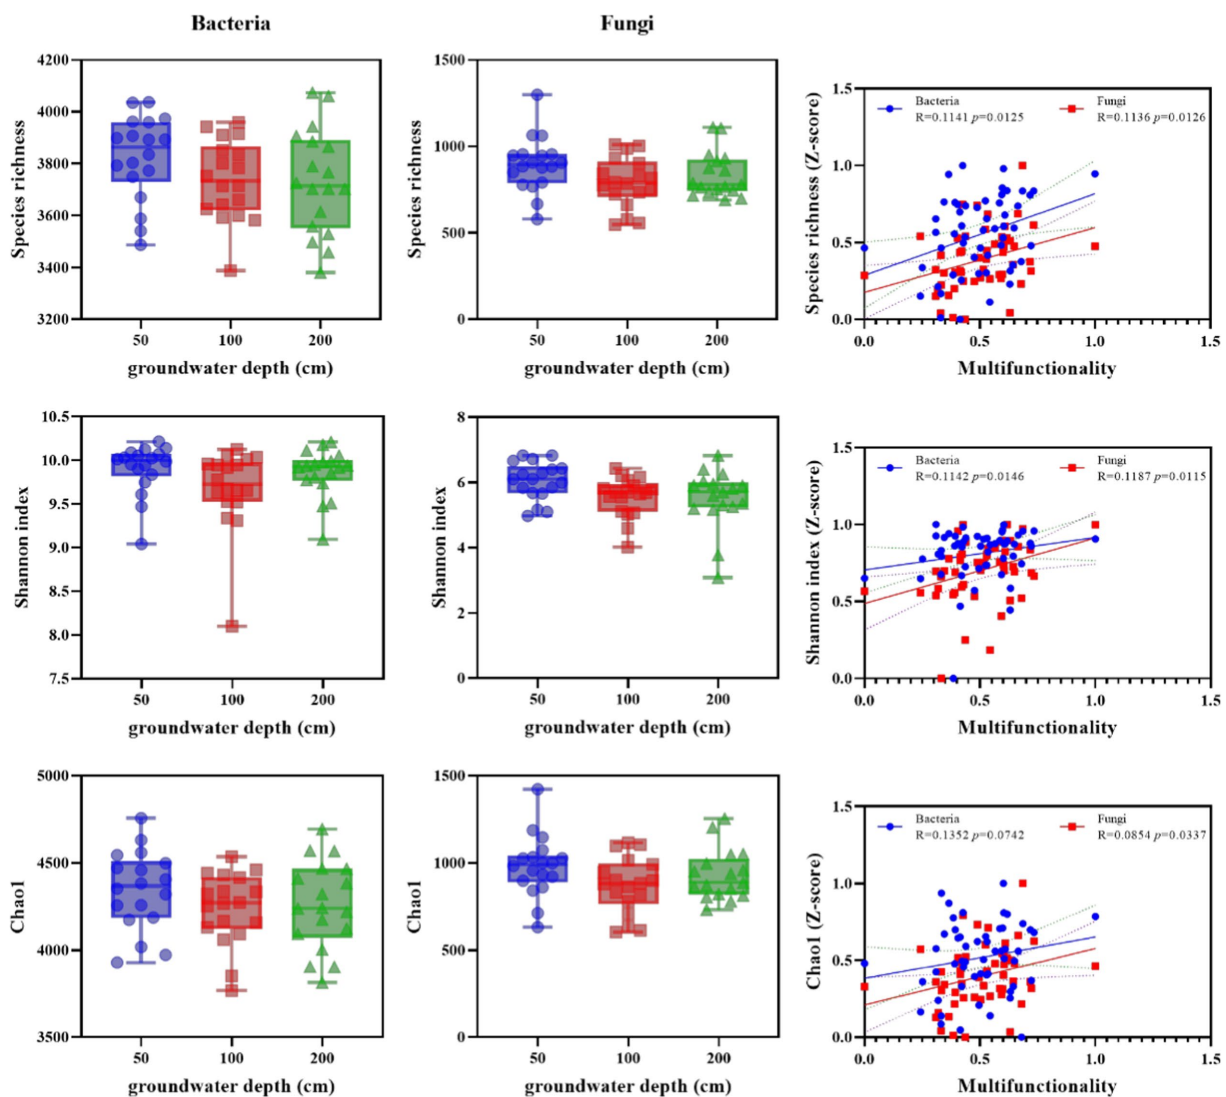 Bacteria
Fungi
4200
4000
3800
3600
3400
3200
Species richness
50
100
200
groundwater depth (cm)
1500
1000
500
0
Species richness
50
100
200
groundwater depth (cm)
1.5
1.0
0.5
0.0
Species richness (Z-score)
Bacteria
R=0.1141 p=0.0125
Fungi
R=0.1136 p=0.0126
0.0
0.5
1.0
1.5
Multifunctionality
10.5
10.0
9.5
9.0
8.5
8.0
7.5
Shannon index
50
100
200
groundwater depth (cm)
8
6
4
2
0
Shannon index
50
100
200
groundwater depth (cm)
1.5
1.0
0.5
0.0
Shannon index (Z-score)
Bacteria
R=0.1142 p=0.0146
Fungi
R=0.1187 p=0.0115
0.0
0.5
1.0
1.5
Multifunctionality
5000
4500
4000
3500
Chao1
50
100
200
groundwater depth (cm)
1500
1000
500
0
Chao1
50
100
200
groundwater depth (cm)
1.5
1.0
0.5
0.0
Chao1 (Z-score)
Bacteria
R=0.1352 p=0.0742
Fungi
R=0.0854 p=0.0337
0.0
0.5
1.0
1.5
Multifunctionality